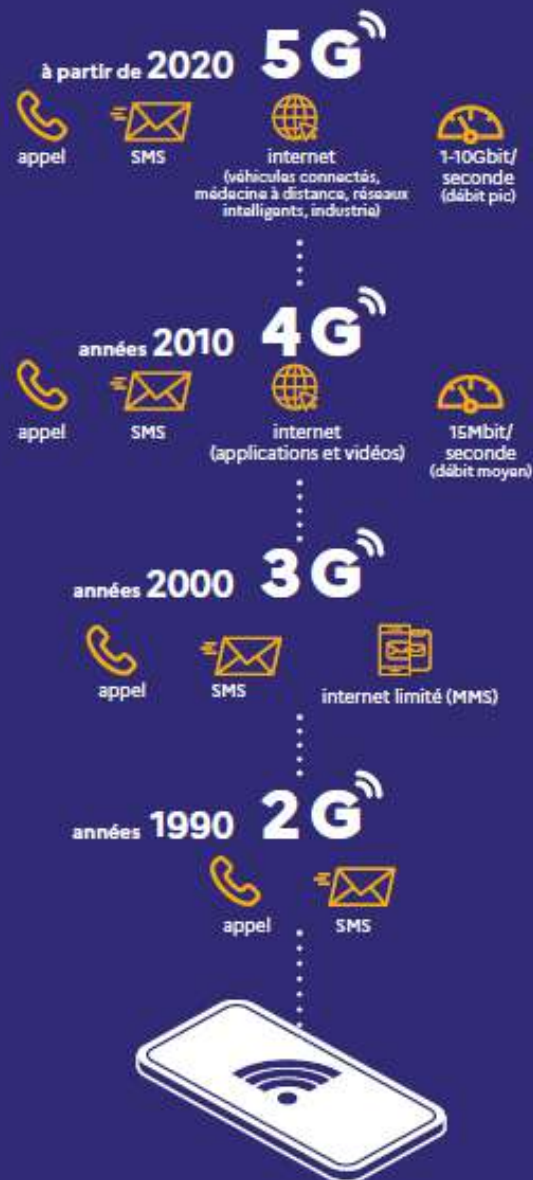 à partir de 2020 5G
appel
SMS
internet
(véhicules connectés,
médecine à distance, réseaux
intelligents, industrie)
1-10Gbit/
seconde
(débit pic)
années 2010 4G
appel
SMS
internet
(applications et vidéos)
15Mbit/
seconde
(débit moyen)
années 2000 3G
appel
SMS
internet limité (MMS)
années 1990 2G
appel
SMS